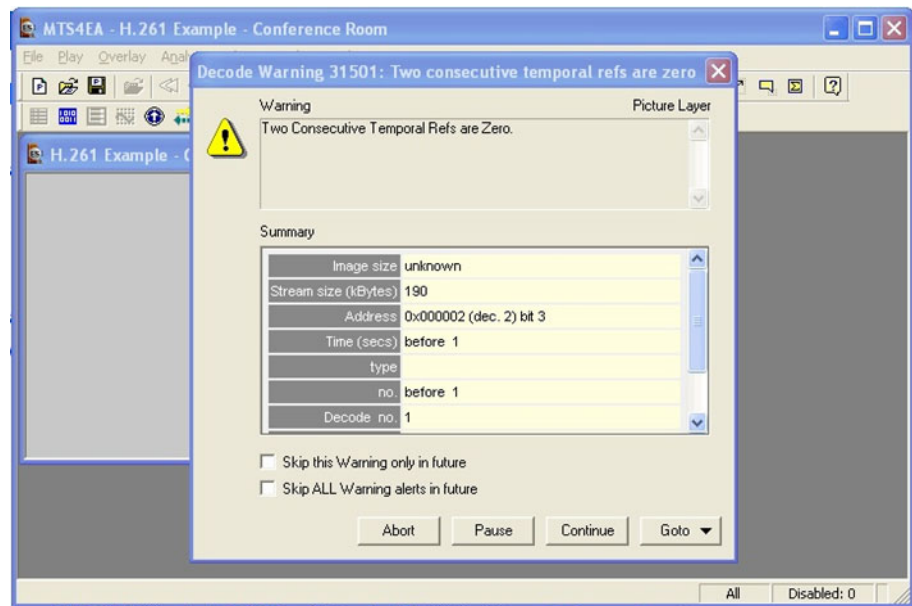 MTS4EA - H.261 Example - Conference Room
File Play Overlay
Decode Warning 31501: Two consecutive temporal refs are zero
Warning
Picture Layer
Two Consecutive Temporal Refs are Zero.
H.261 Example -
Summary
Image size unknown
Stream size (kBytes) 190
Address 0x000002 (dec. 2) bit 3
Time (secs) before 1
type
no. before 1
Decode no. 1
Skip this Warning only in future
Skip ALL Warning alerts in future
Abort Pause Continue Goto
All Disabled: 0